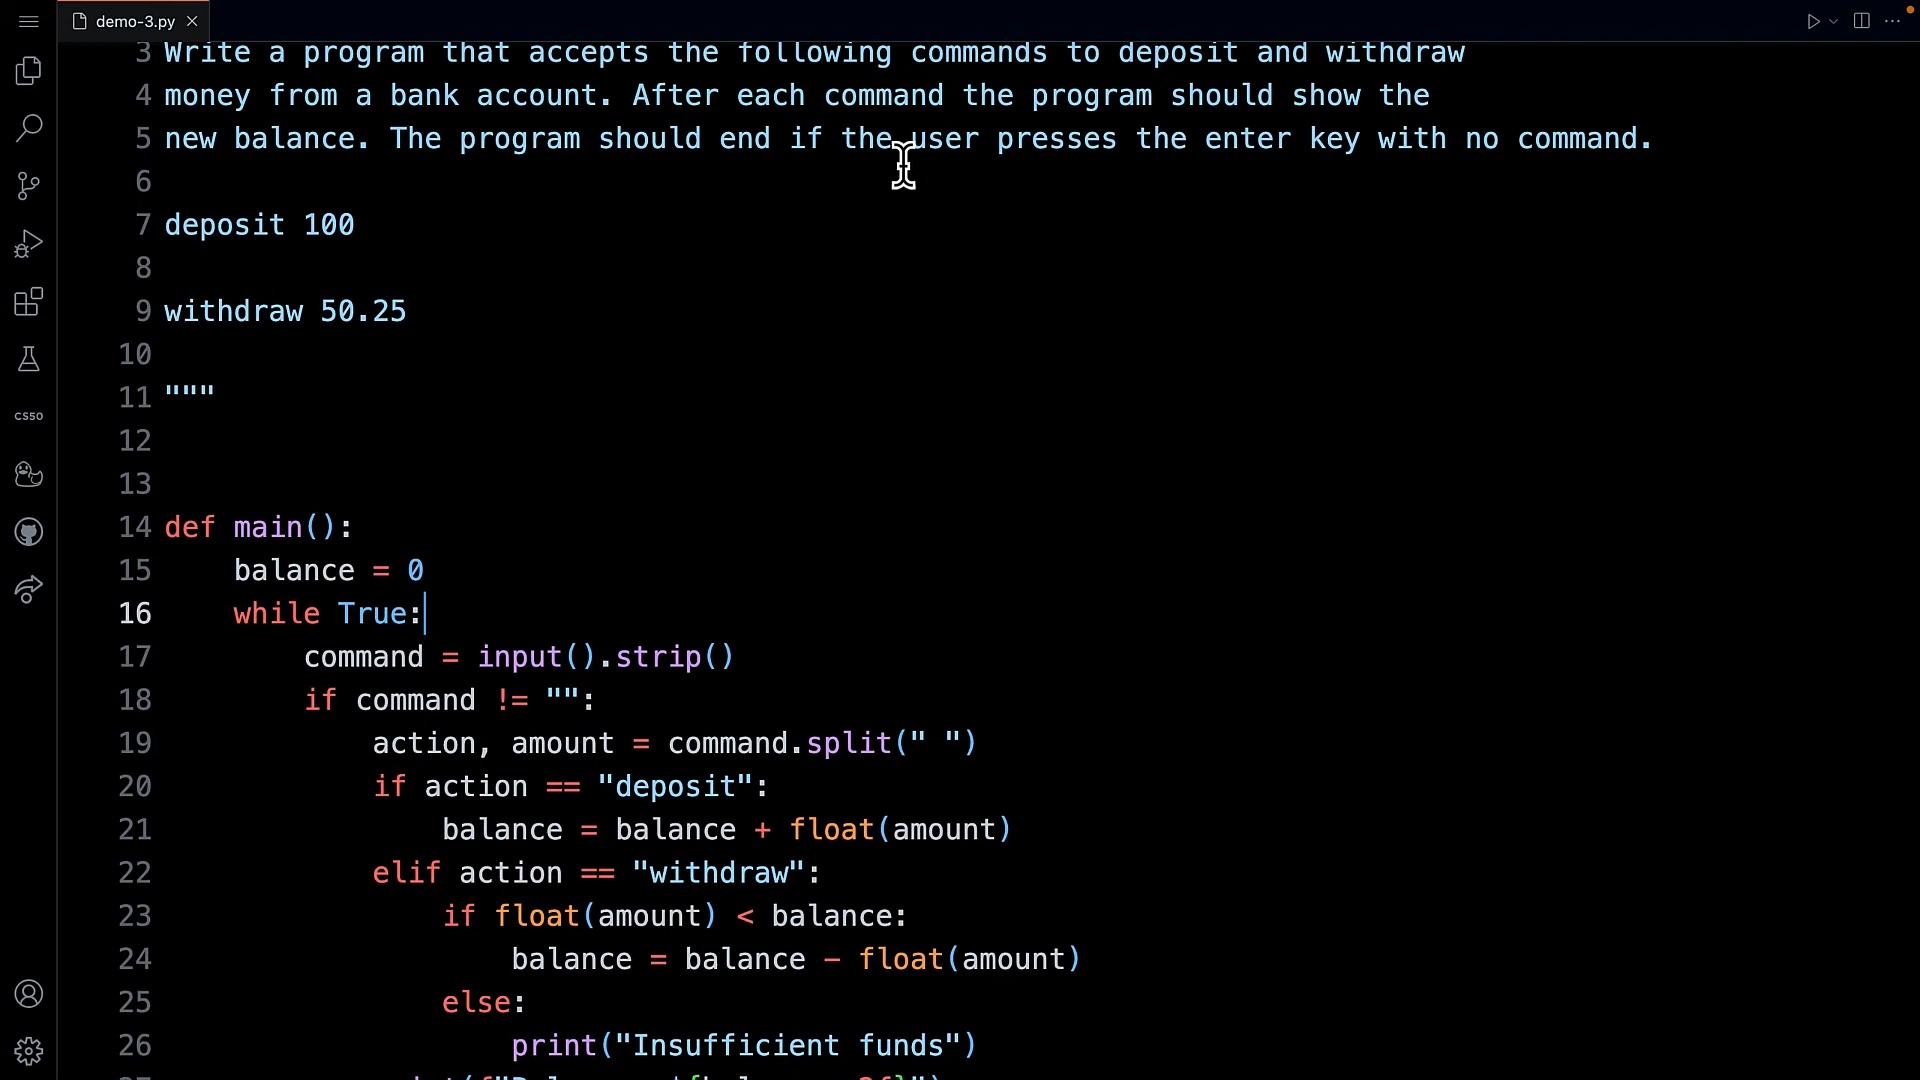 demo-3.py
3 Write a program that accepts the following commands to deposit and withdraw
4 money from a bank account. After each command the program should show the
5 new balance. The program should end if the user presses the enter key with no command.
6
7 deposit 100
8
9 withdraw 50.25
10
11 """
12
13
14 def main():
15     balance = 0
16     while True:
17         command = input().strip()
18         if command != "":
19             action, amount = command.split(" ")
20             if action == "deposit":
21                 balance = balance + float(amount)
22             elif action == "withdraw":
23                 if float(amount) < balance:
24                     balance = balance - float(amount)
25                 else:
26                     print("Insufficient funds")
CS50